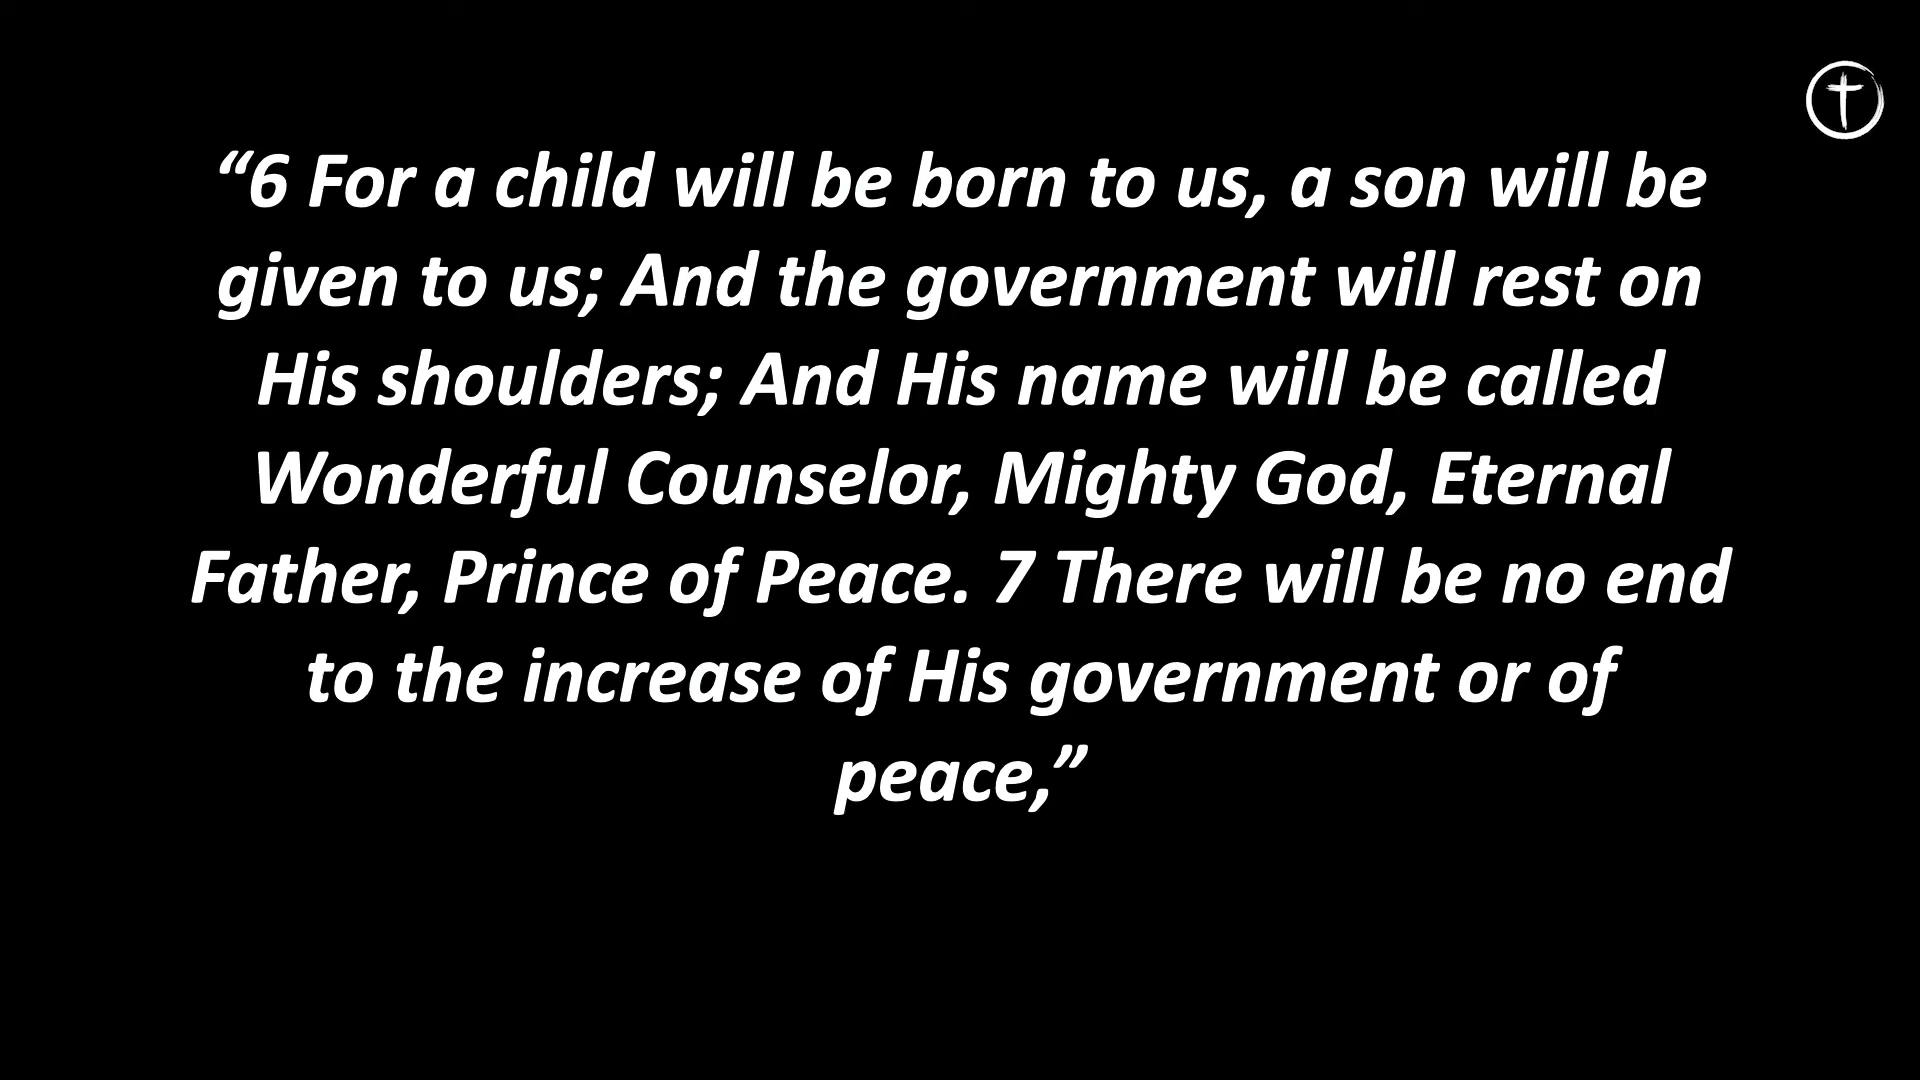 “6 For a child will be born to us, a son will be
given to us; And the government will rest on
His shoulders; And His name will be called
Wonderful Counselor, Mighty God, Eternal
Father, Prince of Peace. 7 There will be no end
to the increase of His government or of
peace,”